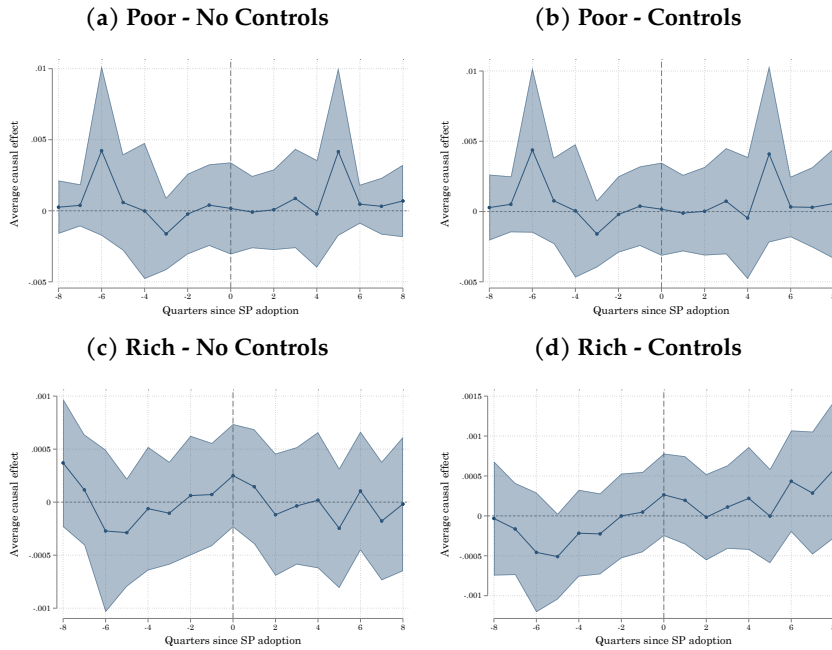 (a) Poor - No Controls
(b) Poor - Controls
Average causal effect
.01
.005
0
-.005
-8 -6 -4 -2 0 2 4 6 8
Quarters since SP adoption
Average causal effect
.01
.005
0
-.005
-8 -6 -4 -2 0 2 4 6 8
Quarters since SP adoption
(c) Rich - No Controls
(d) Rich - Controls
Average causal effect
.001
.0005
0
-.0005
-.001
-8 -6 -4 -2 0 2 4 6 8
Quarters since SP adoption
Average causal effect
.0015
.001
.0005
0
-.0005
-.001
-8 -6 -4 -2 0 2 4 6 8
Quarters since SP adoption